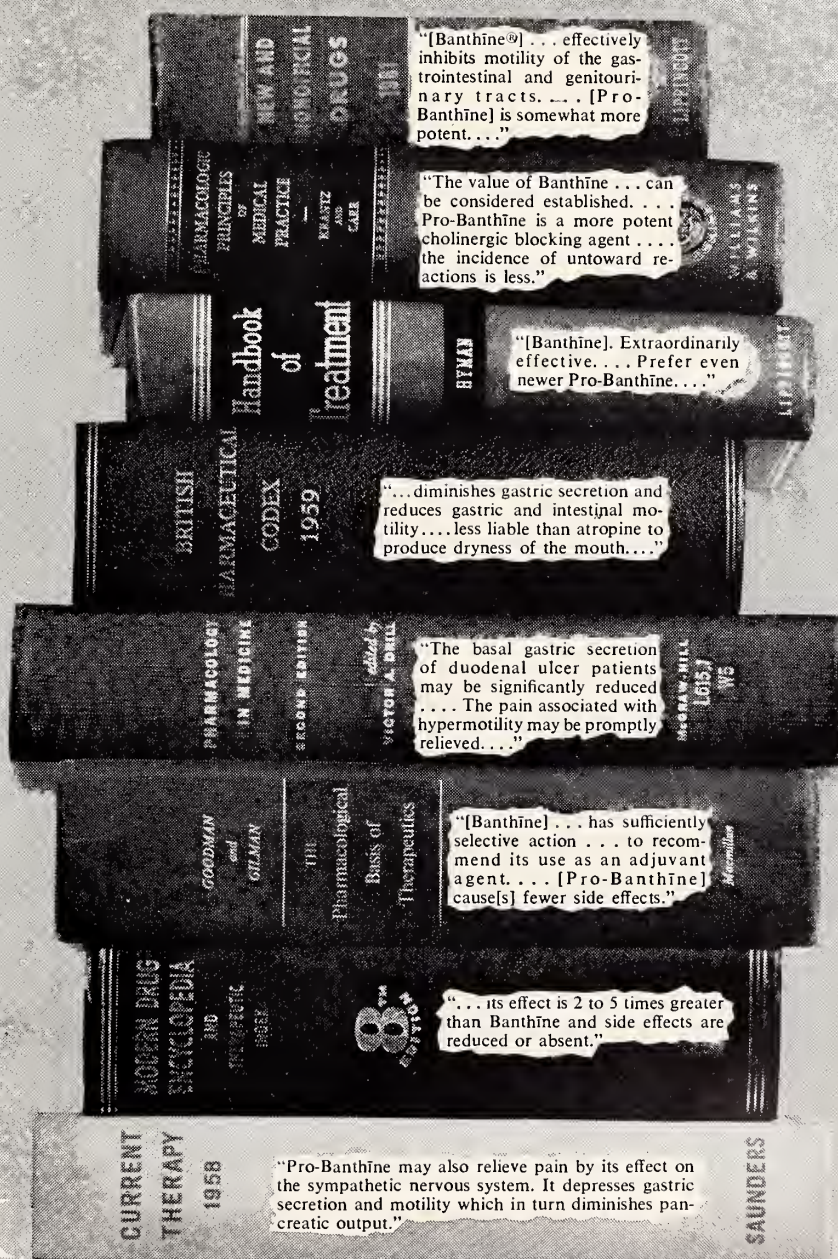 NEW AND
NONOFFICIAL
DRUGS
1961
“[Banthīne®] . . . effectively
inhibits motility of the gas-
trointestinal and genitouri-
nary tracts. . . . [Pro-
Banthīne] is somewhat more
potent. . . .”
LIPPINCOTT
PHARMACOLOGIC
PRINCIPLES
OF
MEDICAL
PRACTICE
KRANTZ
AND
CARR
“The value of Banthīne . . . can
be considered established. . . .
Pro-Banthīne is a more potent
cholinergic blocking agent . . . .
the incidence of untoward re-
actions is less.”
WILLIAMS
& WILKINS
Handbook
of
Treatment
HYMAN
“[Banthīne]. Extraordinarily
effective. . . . Prefer even
newer Pro-Banthīne. . . .”
LIPPINCOTT
BRITISH
PHARMACEUTICAL
CODEX
1959
“. . . diminishes gastric secretion and
reduces gastric and intestinal mo-
tility. . . . less liable than atropine to
produce dryness of the mouth. . . .”
PHARMACOLOGY
IN MEDICINE
SECOND EDITION
edited by
VICTOR A. DRILL
“The basal gastric secretion
of duodenal ulcer patients
may be significantly reduced
. . . . The pain associated with
hypermotility may be promptly
relieved. . . .”
McGRAW-HILL
L615.7
W5
GOODMAN
and
GILMAN
THE
Pharmacological
Basis of
Therapeutics
“[Banthīne] . . . has sufficiently
selective action . . . to recom-
mend its use as an adjuvant
agent. . . . [Pro-Banthīne]
cause[s] fewer side effects.”
Macmillan
MODERN DRUG
ENCYCLOPEDIA
AND
THERAPEUTIC
INDEX
8TH
EDITION
“. . . its effect is 2 to 5 times greater
than Banthīne and side effects are
reduced or absent.”
CURRENT
THERAPY
1958
“Pro-Banthīne may also relieve pain by its effect on
the sympathetic nervous system. It depresses gastric
secretion and motility which in turn diminishes pan-
creatic output.”
SAUNDERS